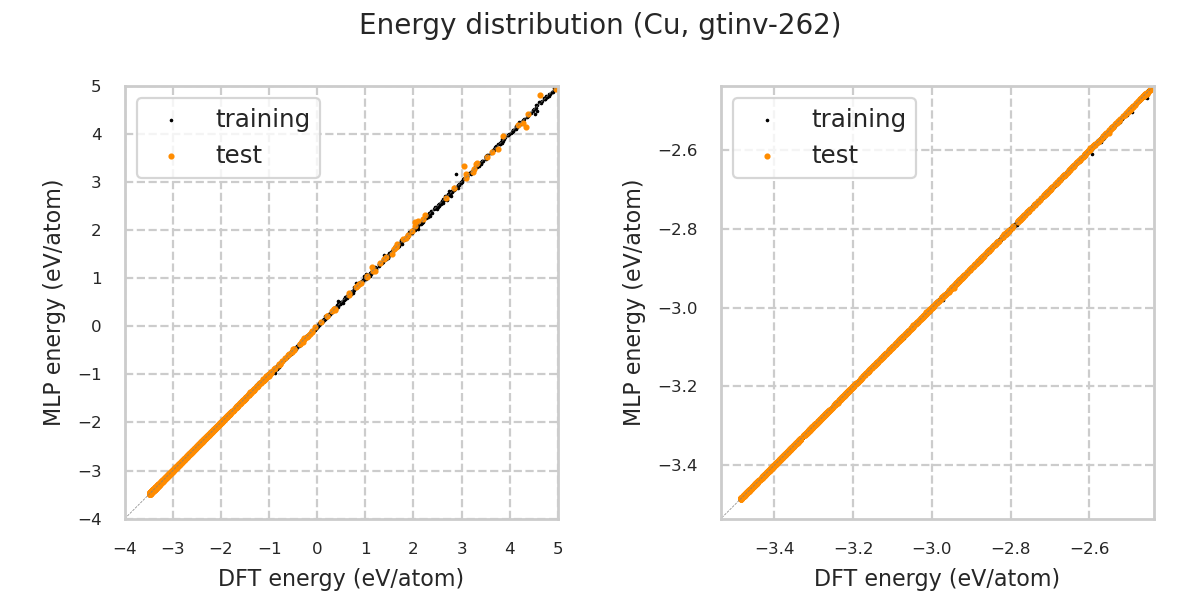 Energy distribution (Cu, gtinv-262)
5
4
3
2
1
0
−1
−2
−3
−4
−4 −3 −2 −1 0 1 2 3 4 5
MLP energy (eV/atom)
DFT energy (eV/atom)
training
test
−2.6
−2.8
−3.0
−3.2
−3.4
−3.4 −3.2 −3.0 −2.8 −2.6
MLP energy (eV/atom)
DFT energy (eV/atom)
training
test